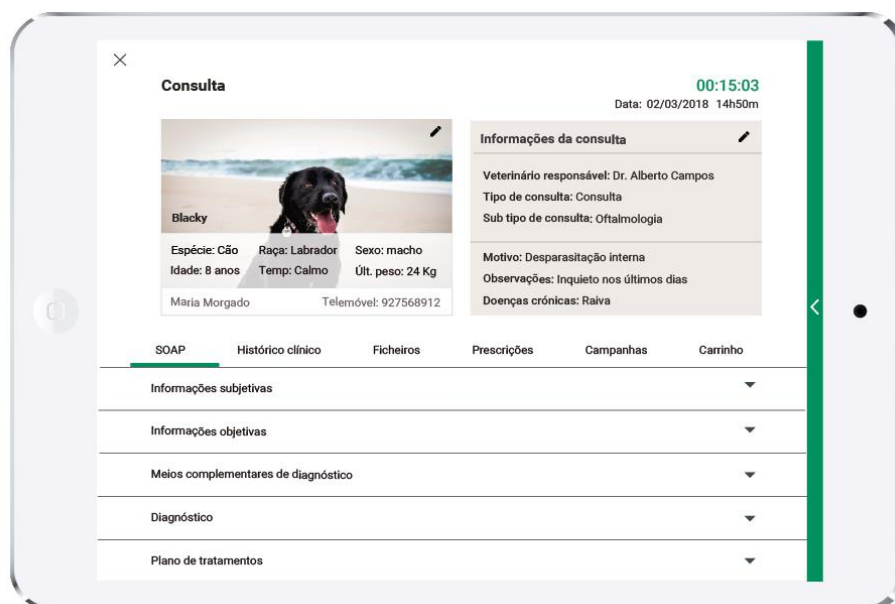 Consulta
00:15:03
Data: 02/03/2018 14h50m
Blacky
Espécie: Cão Raça: Labrador Sexo: macho
Idade: 8 anos Temp: Calmo Últ. peso: 24 Kg
Maria Morgado Telemóvel: 927568912
Informações da consulta
Veterinário responsável: Dr. Alberto Campos
Tipo de consulta: Consulta
Sub tipo de consulta: Oftalmologia
Motivo: Desparasitação interna
Observações: Inquieto nos últimos dias
Doenças crónicas: Raiva
SOAP Histórico clínico Ficheiros Prescrições Campanhas Carrinho
Informações subjetivas
Informações objetivas
Meios complementares de diagnóstico
Diagnóstico
Plano de tratamentos